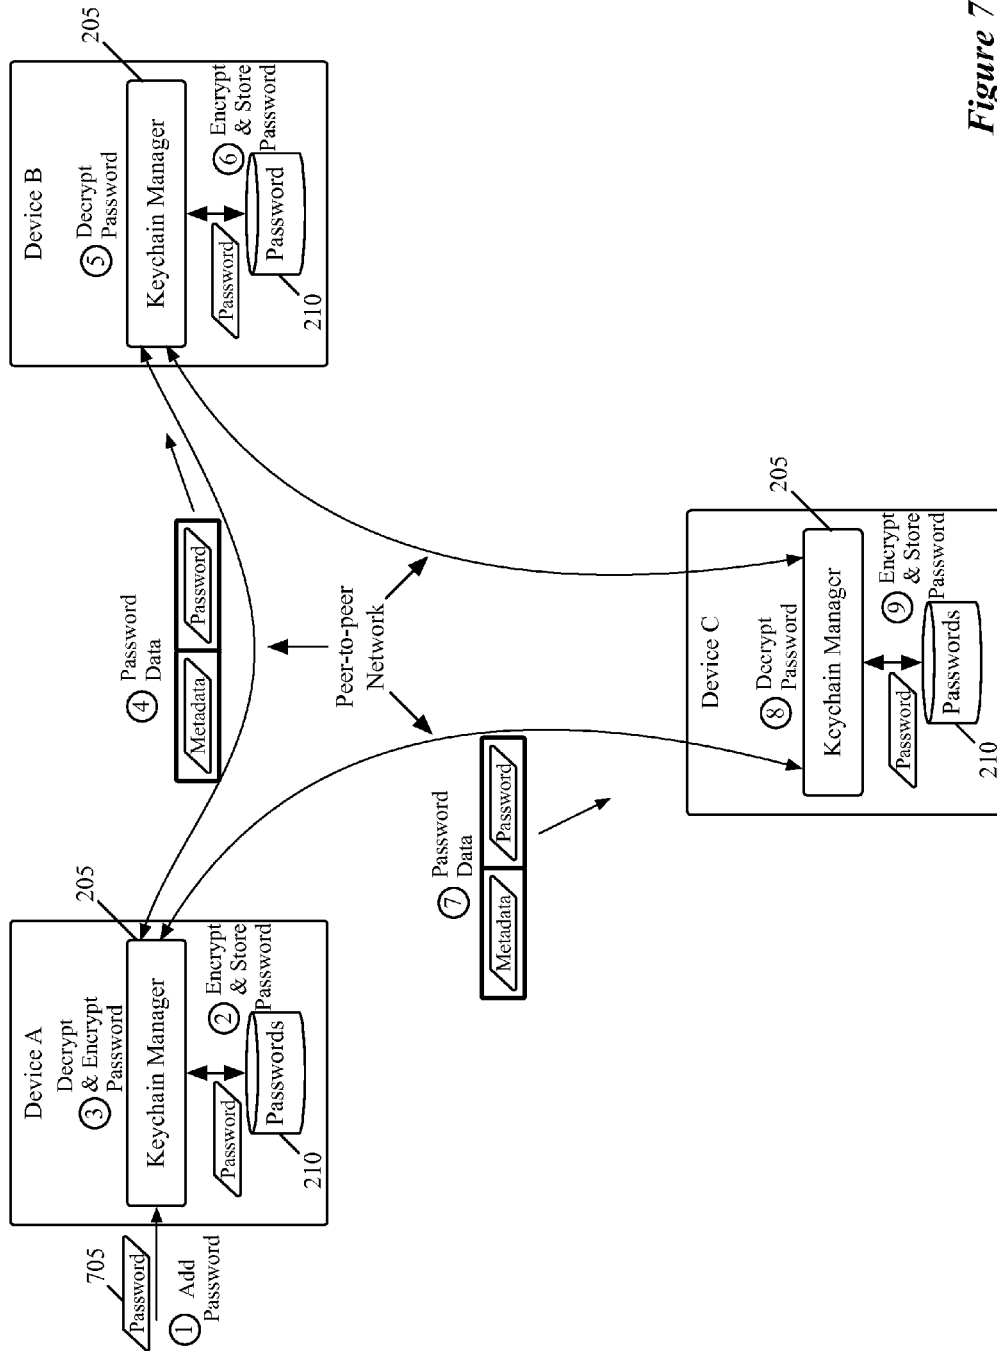 705
Password
1 Add
Password
Device A
Decrypt
3 & Encrypt
Password
205
Keychain Manager
Password
2 Encrypt
& Store
Password
Passwords
210
4 Password
Data
Metadata Password
Peer-to-peer
Network
7 Password
Data
Metadata Password
Device B
5 Decrypt
Password
205
Keychain Manager
Password
6 Encrypt
& Store
Password
Password
210
Device C
8 Decrypt
Password
205
Keychain Manager
Password
9 Encrypt
& Store
Password
Passwords
210
Figure 7